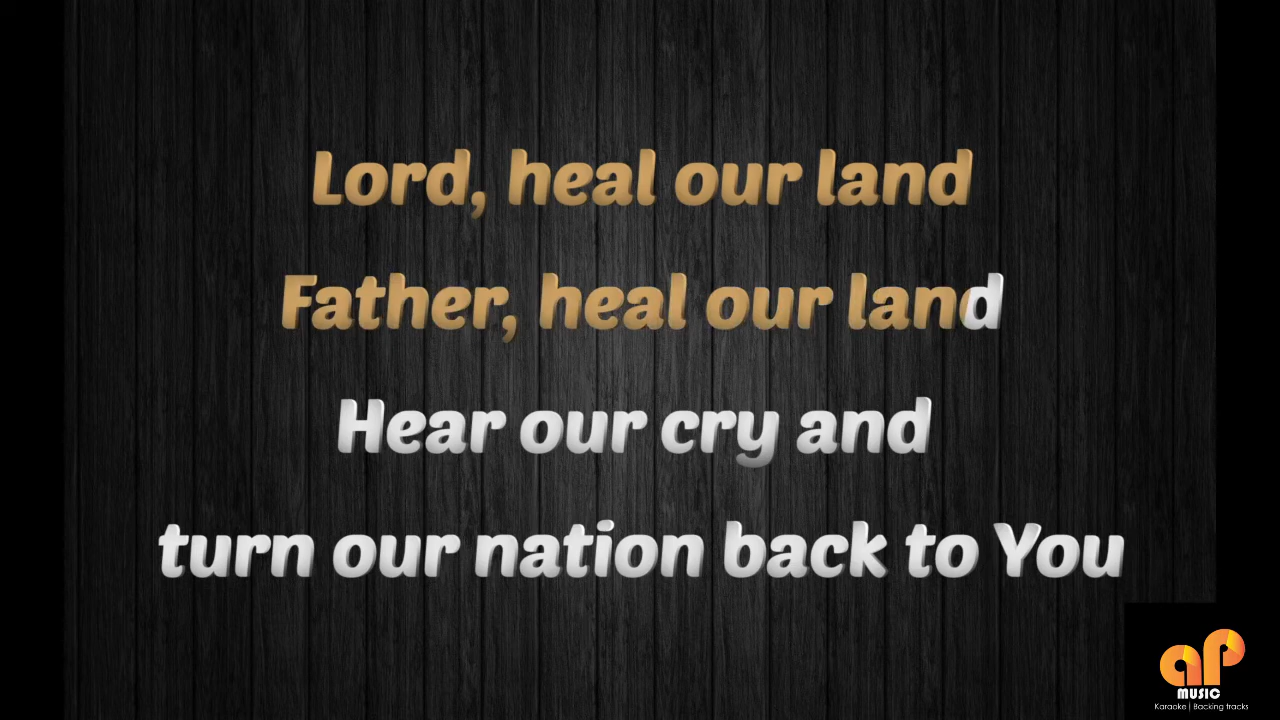 Lord, heal our land
Father, heal our land
Hear our cry and
turn our nation back to You
aP
MUSIC
Karaoke | Backing tracks